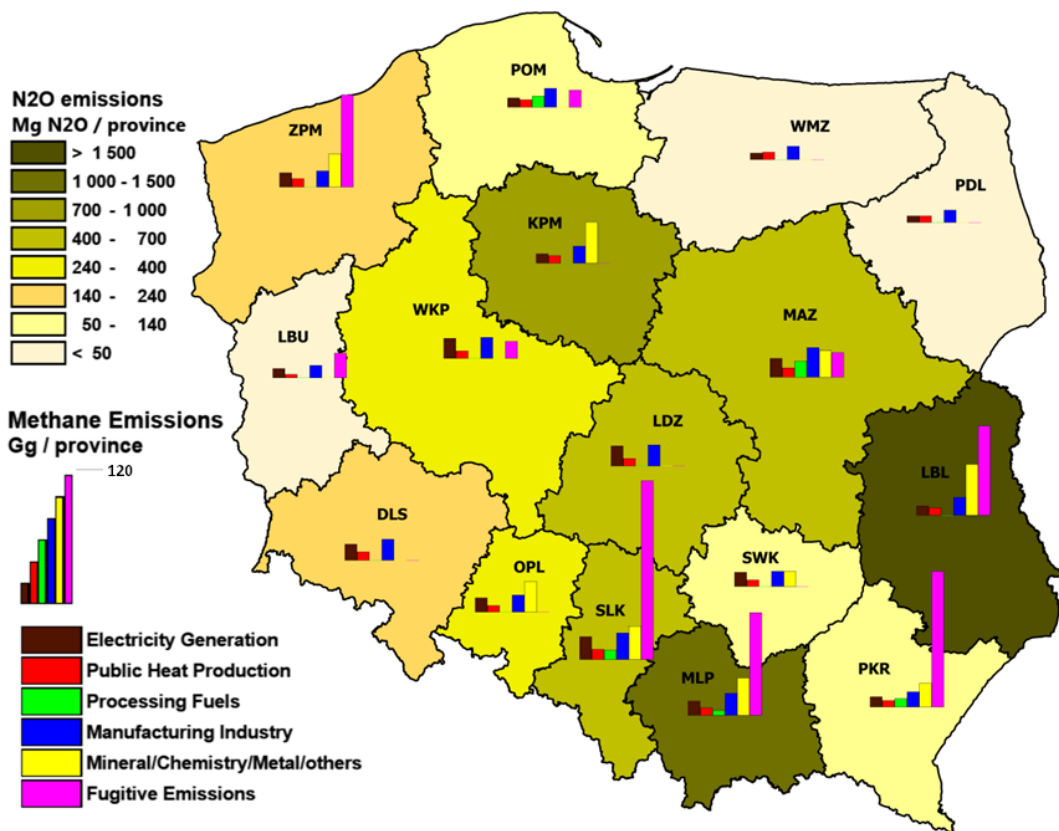 N2O emissions
Mg N2O / province
> 1 500
1 000 - 1 500
700 - 1 000
400 - 700
240 - 400
140 - 240
50 - 140
< 50
Methane Emissions
Gg / province
120
Electricity Generation
Public Heat Production
Processing Fuels
Manufacturing Industry
Mineral/Chemistry/Metal/others
Fugitive Emissions
POM
ZPM
WMZ
PDL
KPM
WKP
MAZ
LBU
LDZ
LBL
DLS
SWK
OPL
SLK
MLP
PKR